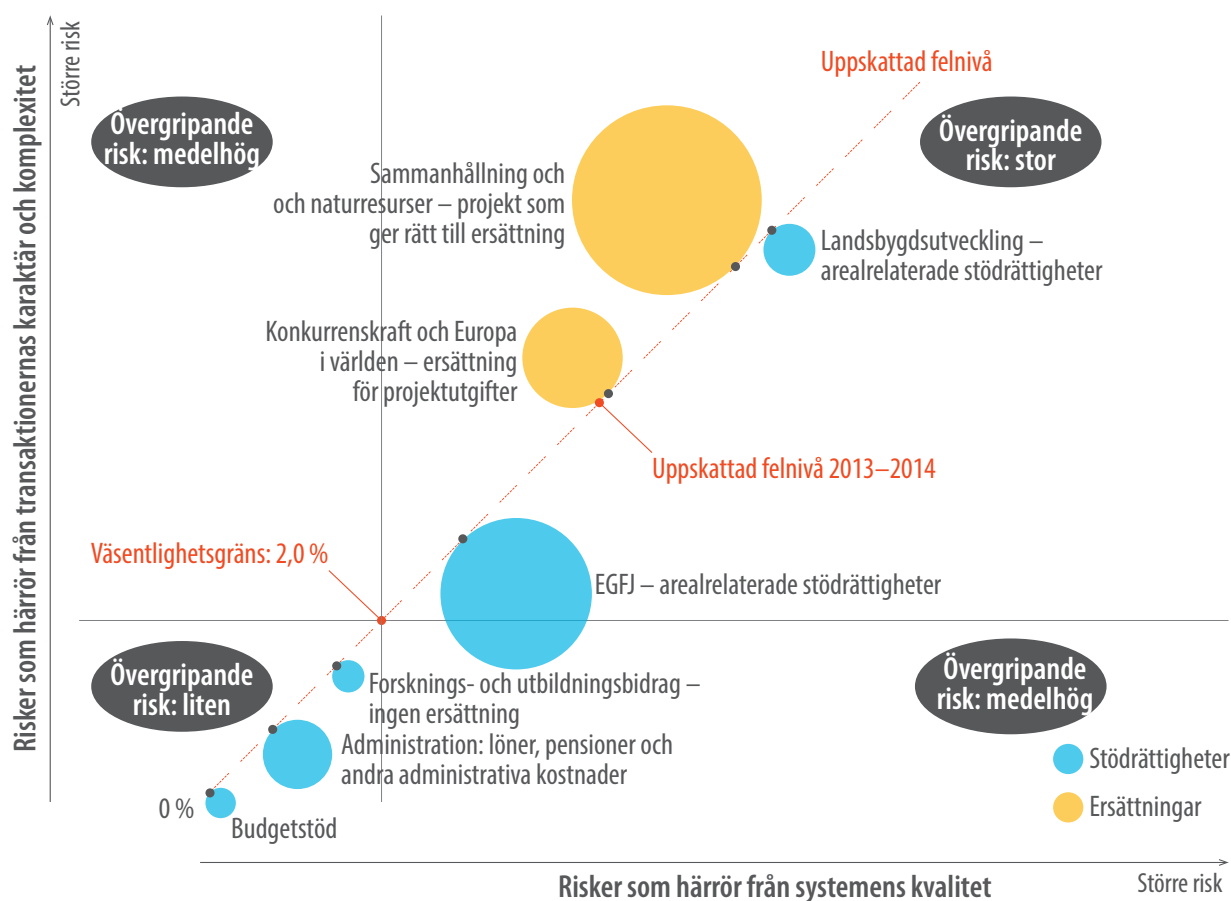 Risker som härrör från transaktionernas karaktär och komplexitet
Större risk
Uppskattad felnivå
Övergripande
risk: medelhög
Övergripande
risk: stor
Sammanhållning och
och naturresurser – projekt som
ger rätt till ersättning
Landsbygdsutveckling –
arealrelaterade stödrättigheter
Konkurrenskraft och Europa
i världen – ersättning
för projektutgifter
Uppskattad felnivå 2013–2014
Väsentlighetsgräns: 2,0 %
EGFJ – arealrelaterade stödrättigheter
Övergripande
risk: liten
Forsknings- och utbildningsbidrag –
ingen ersättning
Övergripande
risk: medelhög
Administration: löner, pensioner och
andra administrativa kostnader
Stödrättigheter
0 %
Budgetstöd
Ersättningar
Risker som härrör från systemens kvalitet
Större risk